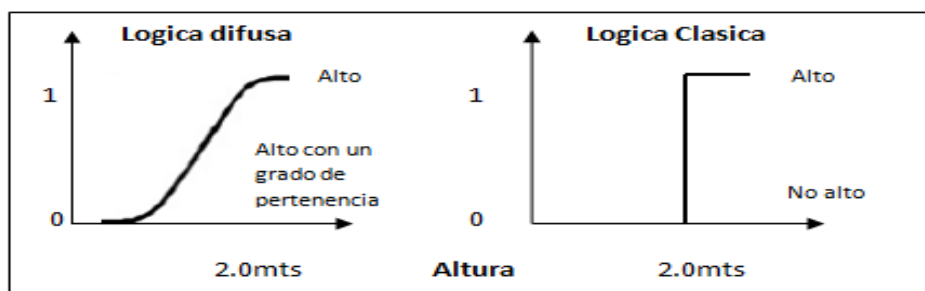 Logica difusa
1
Alto
Alto con un
grado de
pertenencia
0
2.0mts
Altura
Logica Clasica
1
Alto
No alto
0
2.0mts